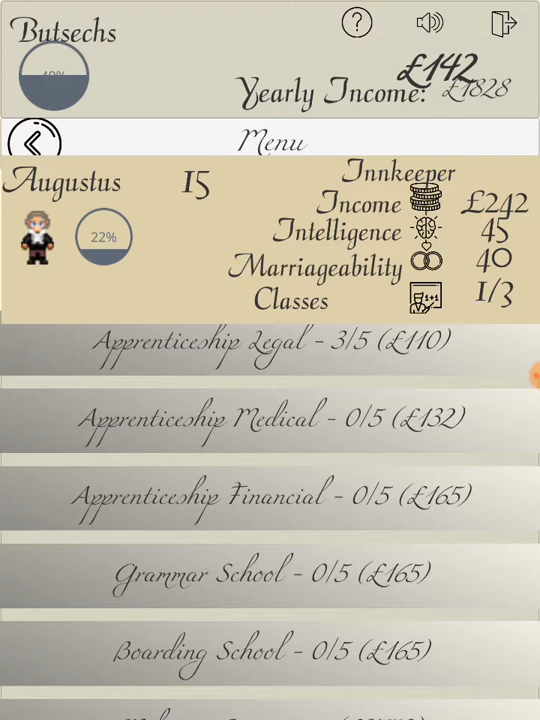 Butsechs
£142
Yearly Income: £1828
Menu
Augustus 15 Innkeeper
Income £242
22%
Intelligence 45
Marriageability 40
Classes 1/3
Apprenticeship Legal - 3/5 (£110)
Apprenticeship Medical - 0/5 (£132)
Apprenticeship Financial - 0/5 (£165)
Grammar School - 0/5 (£165)
Boarding School - 0/5 (£165)